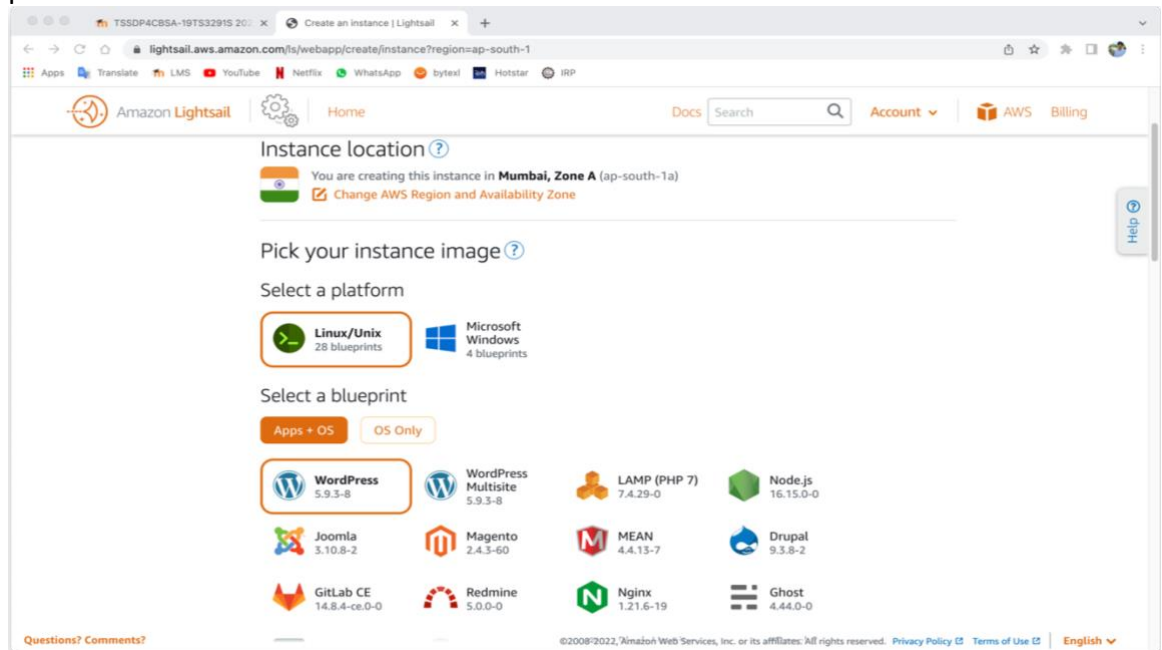 TSSDP4CBSA-19TS3291S 202
Create an instance | Lightsail
lightsail.aws.amazon.com/ls/webapp/create/instance?region=ap-south-1
Apps Translate LMS YouTube Netflix WhatsApp bytexl Hotstar IRP
Amazon Lightsail Home Docs Search Account AWS Billing
Instance location ?
You are creating this instance in Mumbai, Zone A (ap-south-1a)
Change AWS Region and Availability Zone
Help ?
Pick your instance image ?
Select a platform
Linux/Unix
28 blueprints
Microsoft
Windows
4 blueprints
Select a blueprint
Apps + OS OS Only
WordPress
5.9.3-8
WordPress
Multisite
5.9.3-8
LAMP (PHP 7)
7.4.29-0
Node.js
16.15.0-0
Joomla
3.10.8-2
Magento
2.4.3-60
MEAN
4.4.13-7
Drupal
9.3.8-2
GitLab CE
14.8.4-ce.0-0
Redmine
5.0.0-0
Nginx
1.21.6-19
Ghost
4.44.0-0
Questions? Comments? ©2008-2022, Amazon Web Services, Inc. or its affiliates. All rights reserved. Privacy Policy Terms of Use English